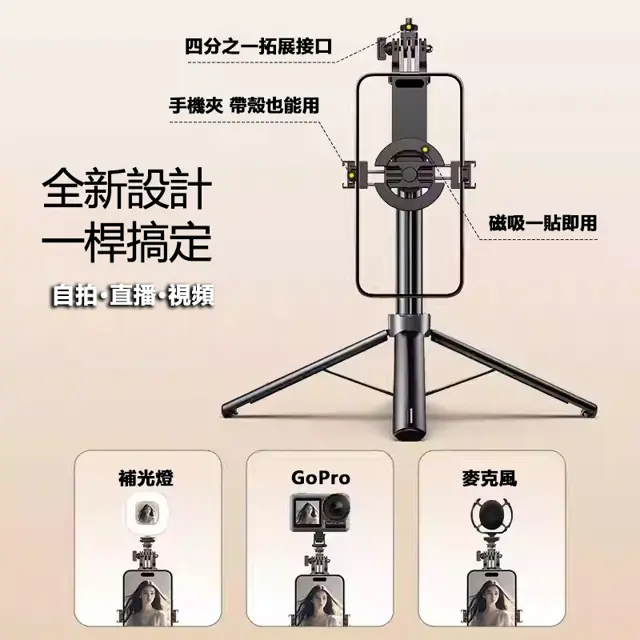 四分之一拓展接口
手機夾 帶殼也能用
全新設計
一桿搞定
自拍·直播·視頻
磁吸一貼即用
補光燈
GoPro
麥克風